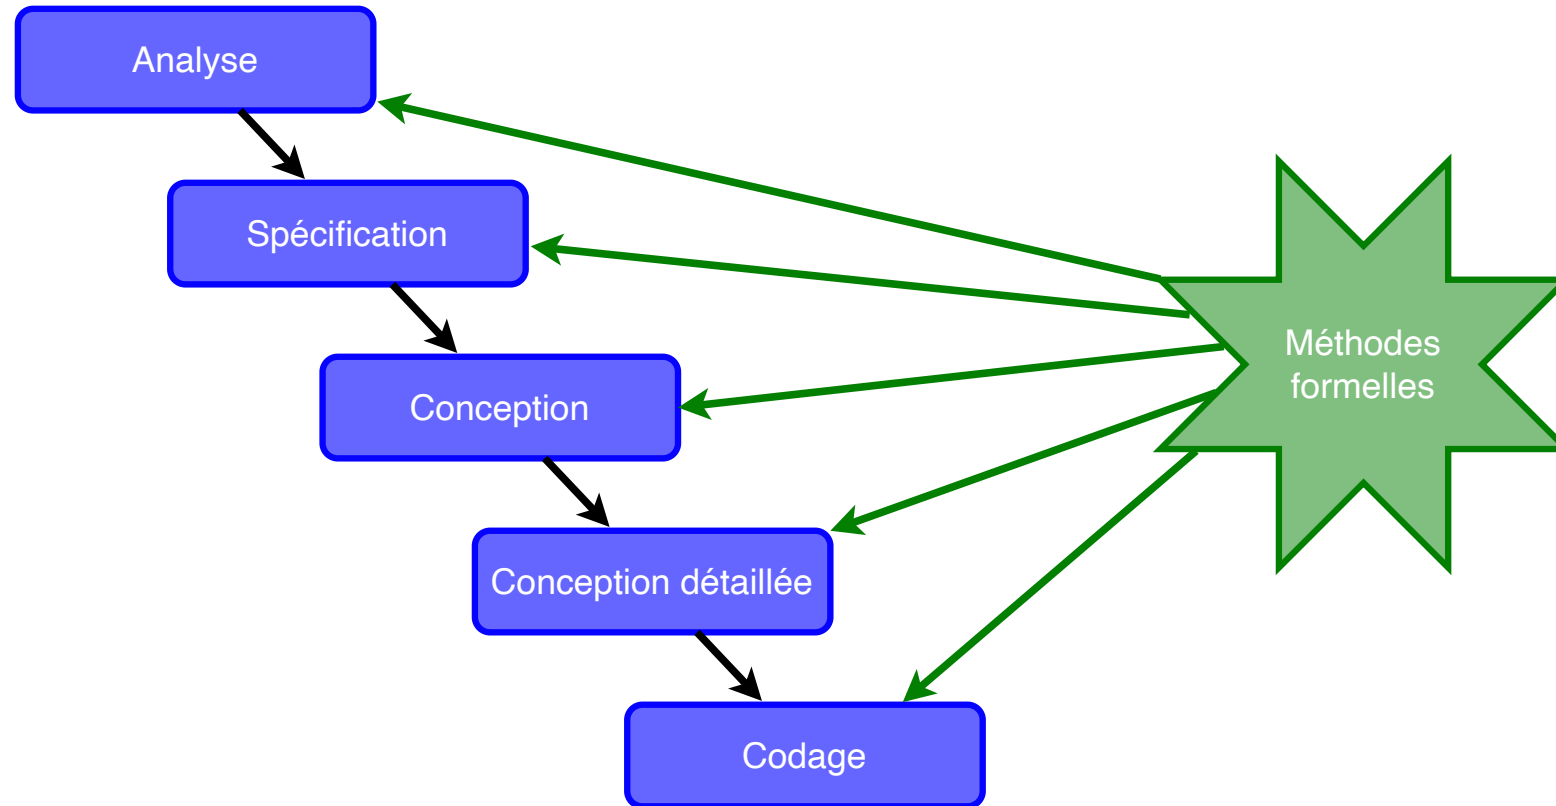 Analyse
Spécification
Méthodes
formelles
Conception
Conception détaillée
Codage